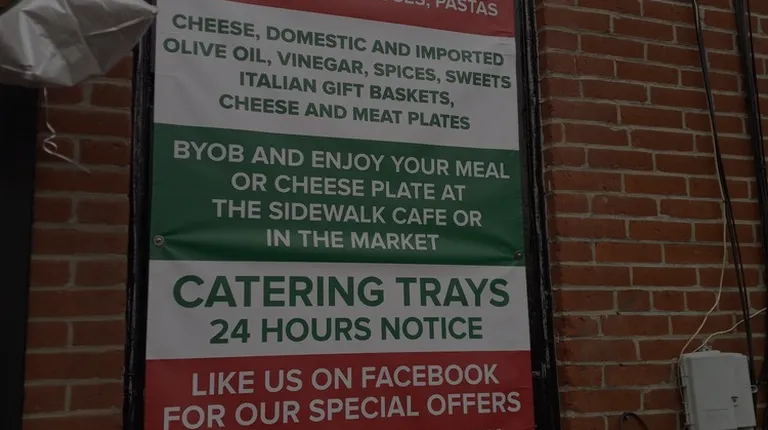 PASTAS
CHEESE, DOMESTIC AND IMPORTED
OLIVE OIL, VINEGAR, SPICES, SWEETS
ITALIAN GIFT BASKETS,
CHEESE AND MEAT PLATES
BYOB AND ENJOY YOUR MEAL
OR CHEESE PLATE AT
THE SIDEWALK CAFE OR
IN THE MARKET
CATERING TRAYS
24 HOURS NOTICE
LIKE US ON FACEBOOK
FOR OUR SPECIAL OFFERS